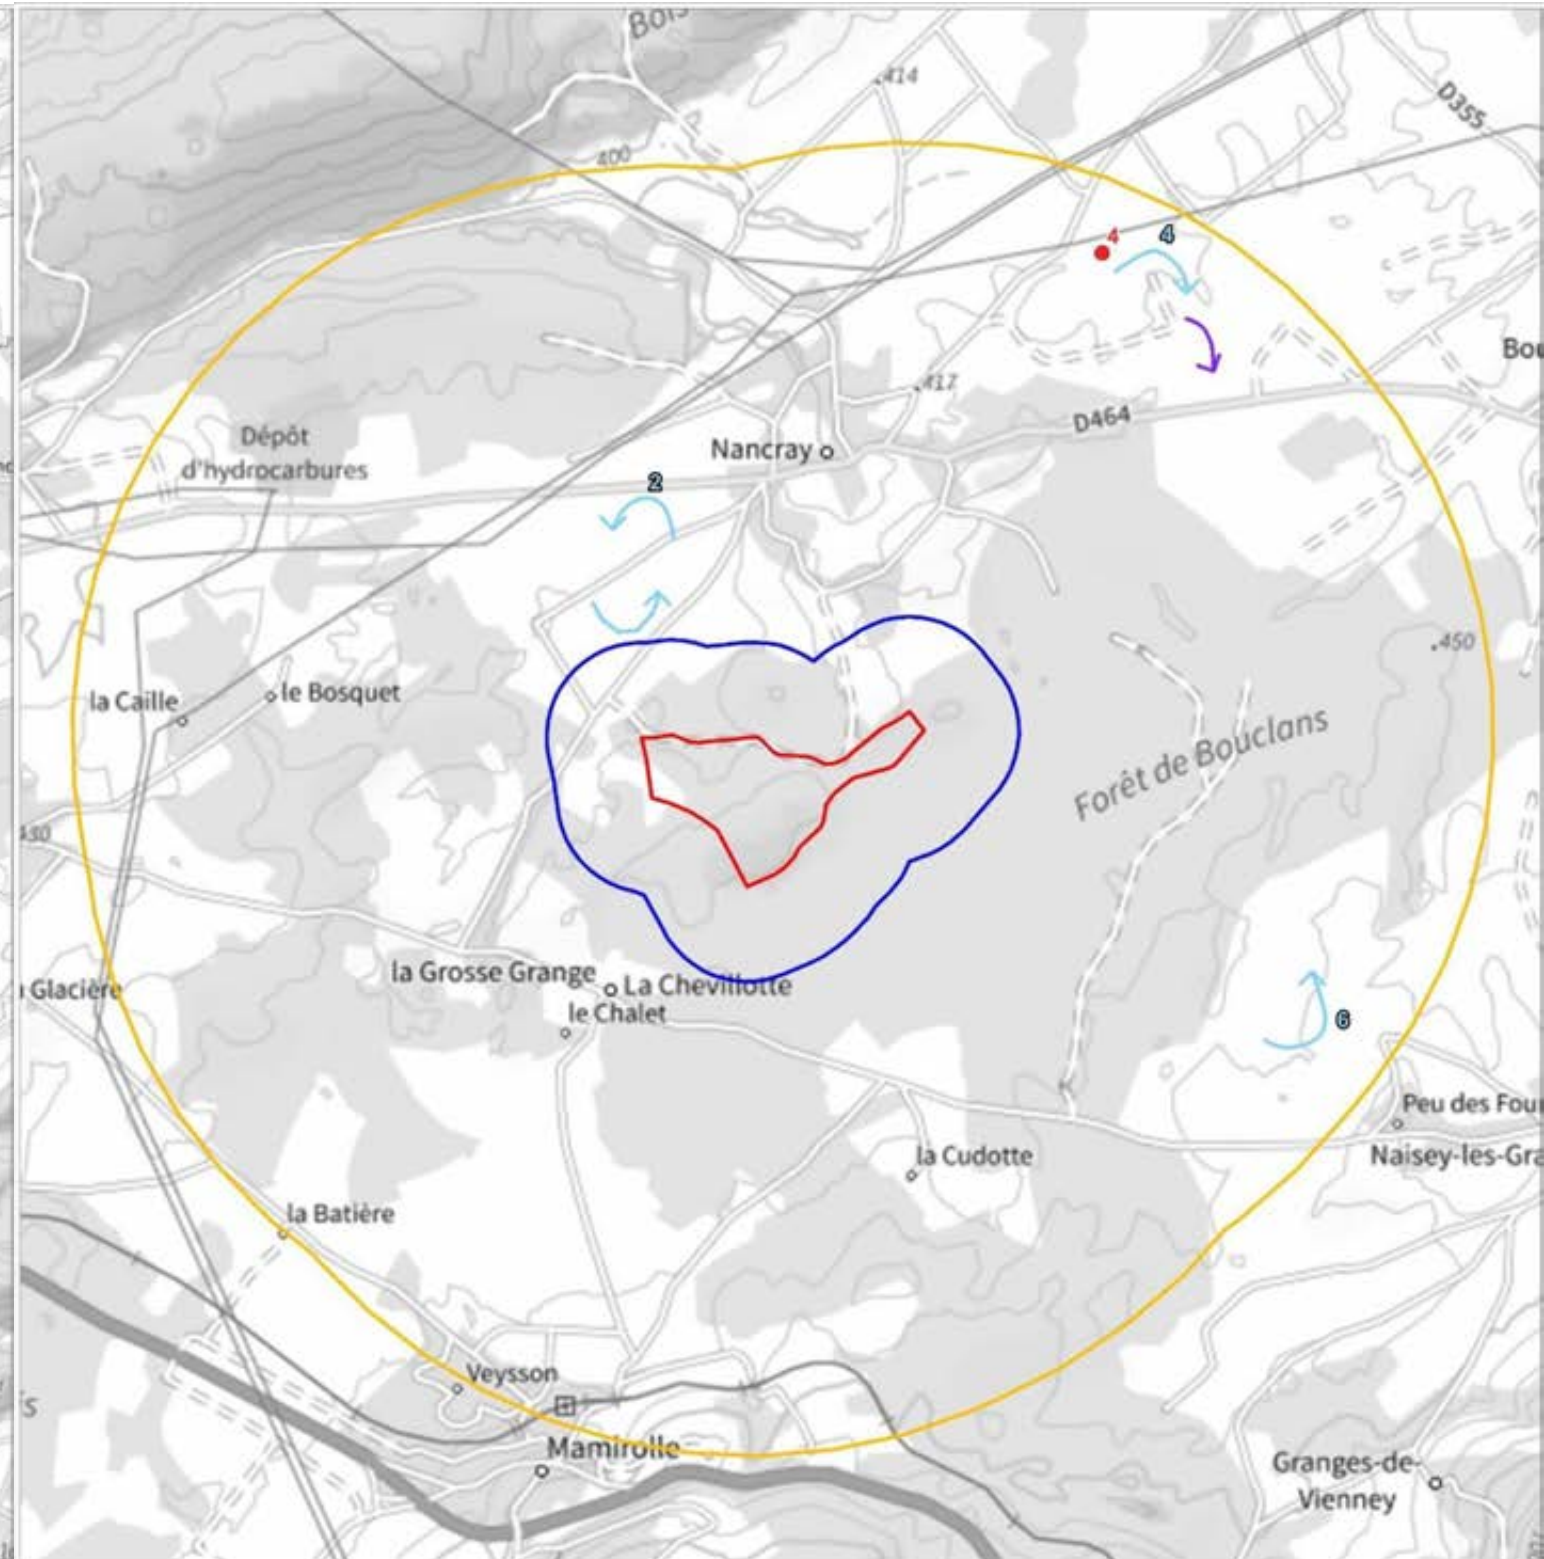 Bois
414
D355
400
4
4
Bou
417
D464
Dépôt
d'hydrocarbures
Nancray
2
450
la Caille
le Bosquet
Forêt de Bouclans
430
la Grosse Grange
La Chevillotte
Glacière
le Chalet
6
Peu des Four
la Cudotte
Naisey-les-Gra
la Batière
Veysson
s
Mamirolle
Granges-de-
Vienney